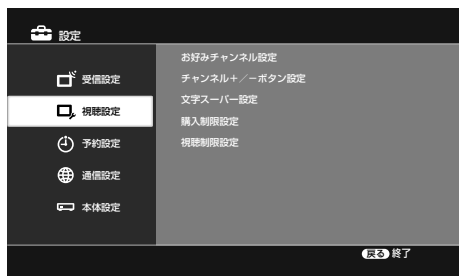 設定
受信設定
視聴設定
予約設定
通信設定
本体設定
お好みチャンネル設定
チャンネル＋／－ボタン設定
文字スーパー設定
購入制限設定
視聴制限設定
戻る 終了